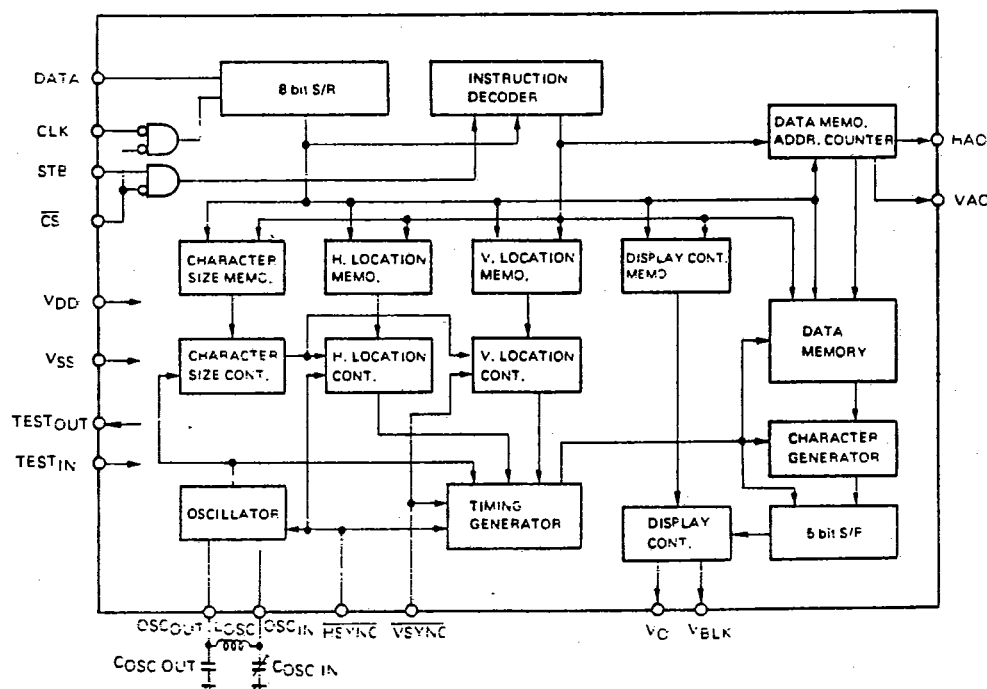 DATA
8 bit S/R
INSTRUCTION
DECODER
CLK
DATA MEMO.
ADDR. COUNTER
HAC
STB
CS
VAC
CHARACTER
SIZE MEMO.
H. LOCATION
MEMO.
V. LOCATION
MEMO.
DISPLAY CONT.
MEMO
VDD
DATA
MEMORY
VSS
CHARACTER
SIZE CONT.
H. LOCATION
CONT.
V. LOCATION
CONT.
TESTOUT
CHARACTER
GENERATOR
TESTIN
OSCILLATOR
TIMING
GENERATOR
DISPLAY
CONT.
bit
OSCOUT
LOSC
OSCIN
HSYNC
VSYNC
VBLK
COSC OUT
COSC IN